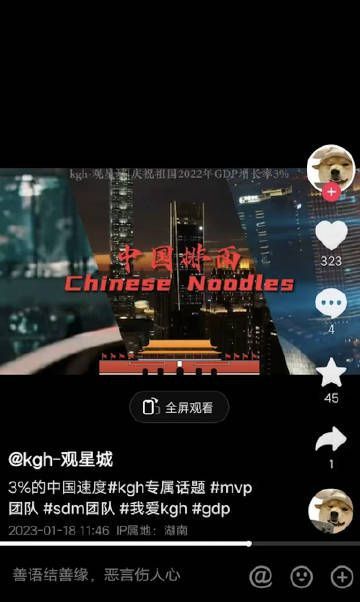 kgh-观星城 庆祝祖国2022年GDP增长率3%
中国排面
Chinese Noodles
323
4
45
1
全屏观看
@kgh-观星城
3%的中国速度#kgh专属话题 #mvp
团队 #sdm团队 #我爱kgh #gdp
2023-01-18 11:46 IP属地：湖南
善语结善缘，恶言伤人心